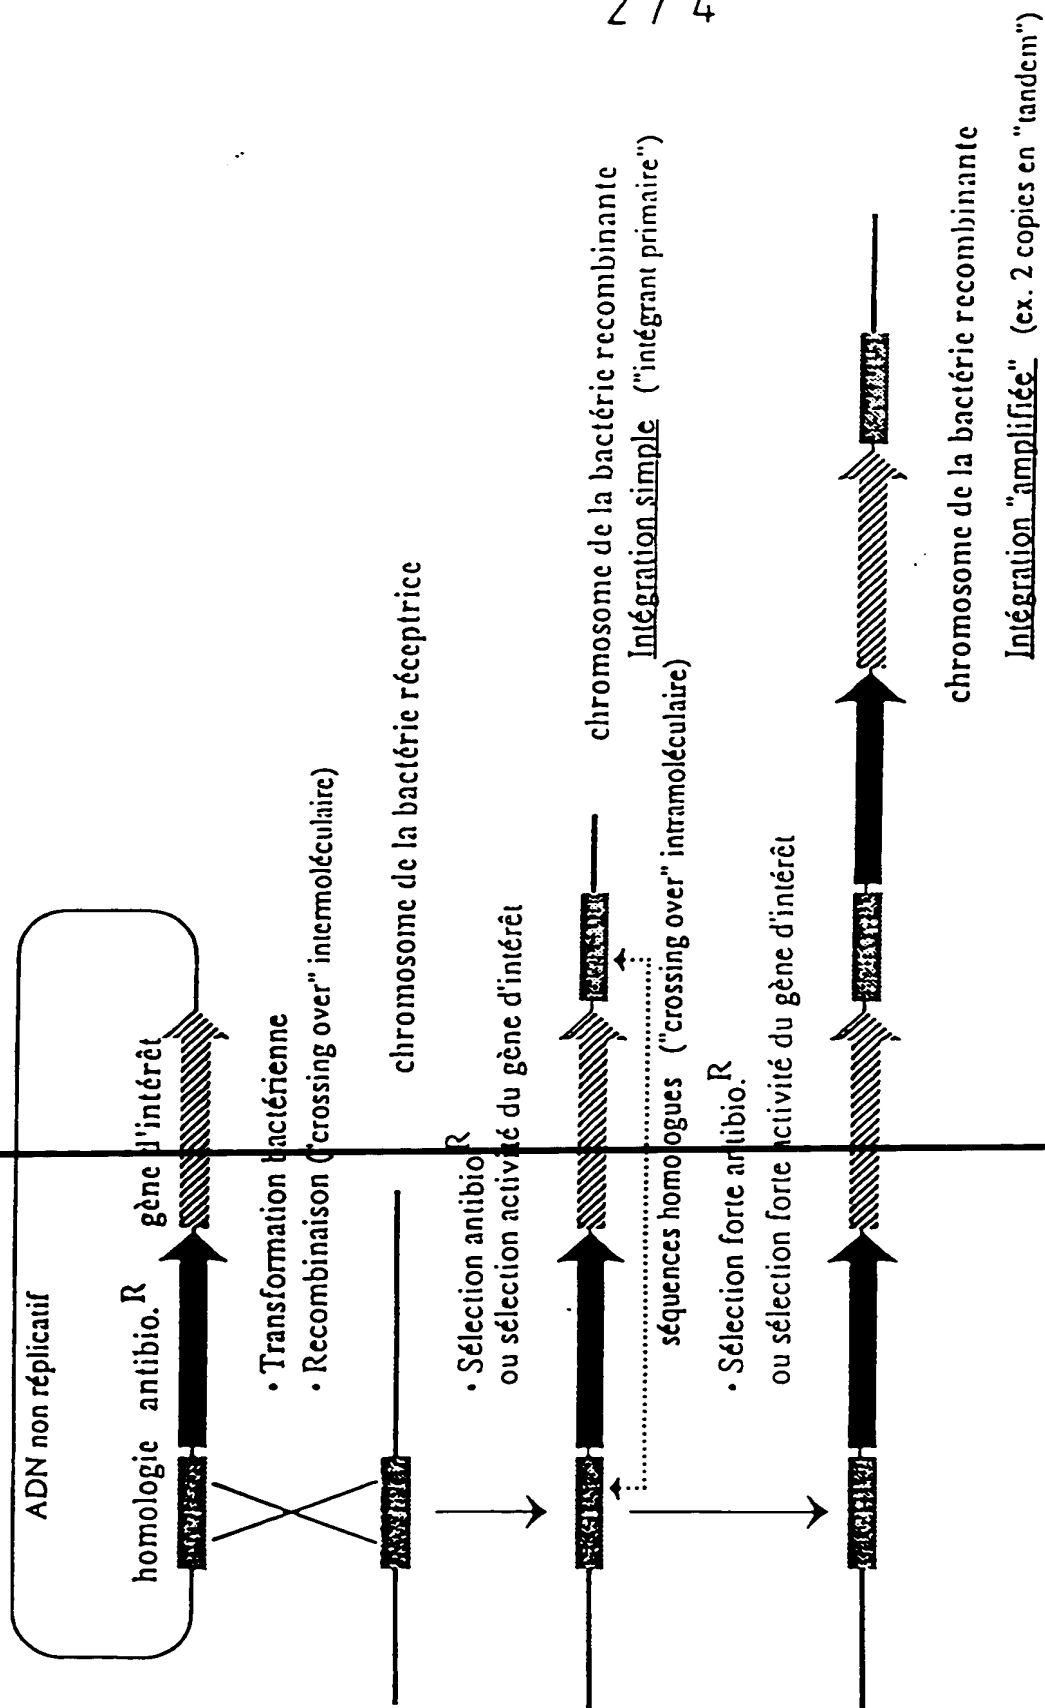 2 / 4
ADN non réplicatif
homologie antibio.R gène d'intérêt
• Transformation bactérienne
• Recombinaison ("crossing over" intermoléculaire)
chromosome de la bactérie réceptrice
• Sélection antibio R
ou sélection activité du gène d'intérêt
chromosome de la bactérie recombinante
Intégration simple ("intégrant primaire")
séquences homologues ("crossing over" intramoléculaire)
• Sélection forte antibio.R
ou sélection forte activité du gène d'intérêt
chromosome de la bactérie recombinante
Intégration "amplifiée" (ex. 2 copies en "tandem")